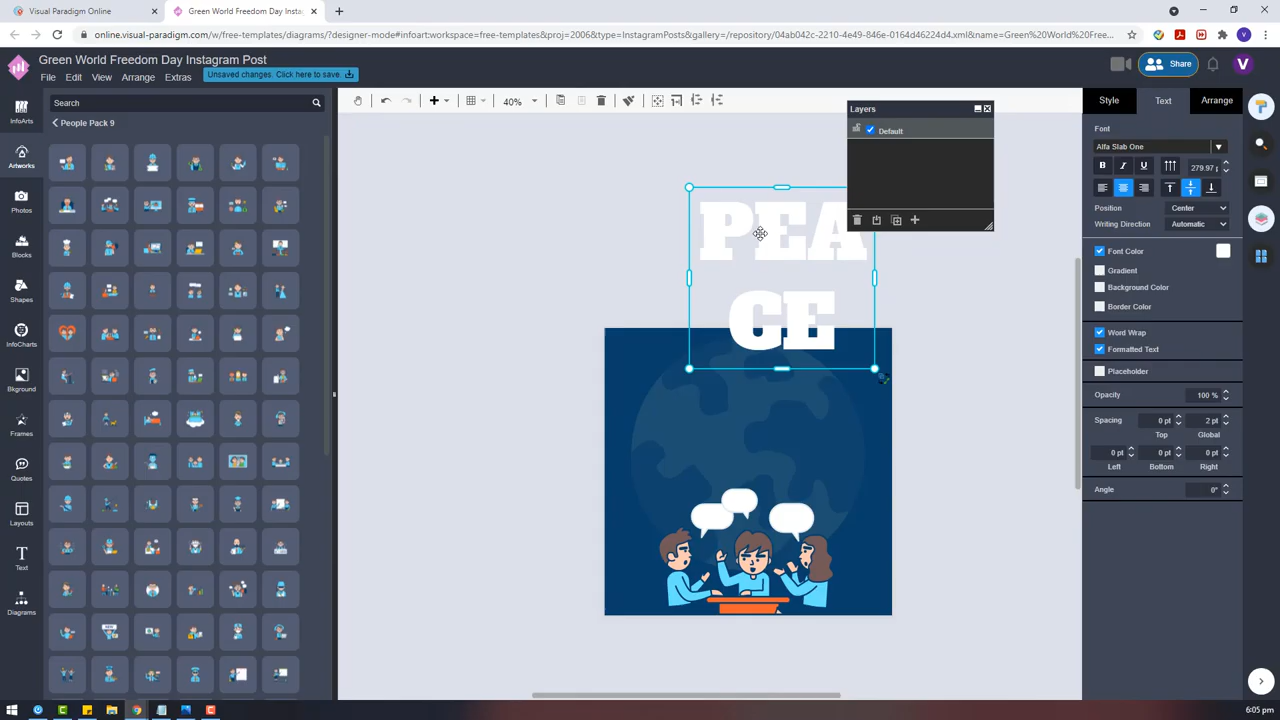 Visual Paradigm Online
Green World Freedom Day Insta
online.visual-paradigm.com/w/free-templates/diagrams/?designer-mode#infoart:workspace=free-templates&proj=2006&type=InstagramPosts&gallery=/repository/04ab042c-2210-4e49-846e-0164d46224d4.xml&name=Green%20World%20Free...
V
Green World Freedom Day Instagram Post
File Edit View Arrange Extras
Unsaved changes. Click here to save.
Share
V
InfoArts
Artworks
Photos
Blocks
Shapes
InfoCharts
Bkground
Frames
Quotes
Layouts
Text
Diagrams
Search
People Pack 9
40%
Layers
Default
PEA
CE
Style Text Arrange
Font
Alfa Slab One
B I U
279.97
Position Center
Writing Direction Automatic
Font Color
Gradient
Background Color
Border Color
Word Wrap
Formatted Text
Placeholder
Opacity 100 %
Spacing 0 pt 2 pt
Top Global
0 pt 0 pt 0 pt
Left Bottom Right
Angle 0°
6:05 pm